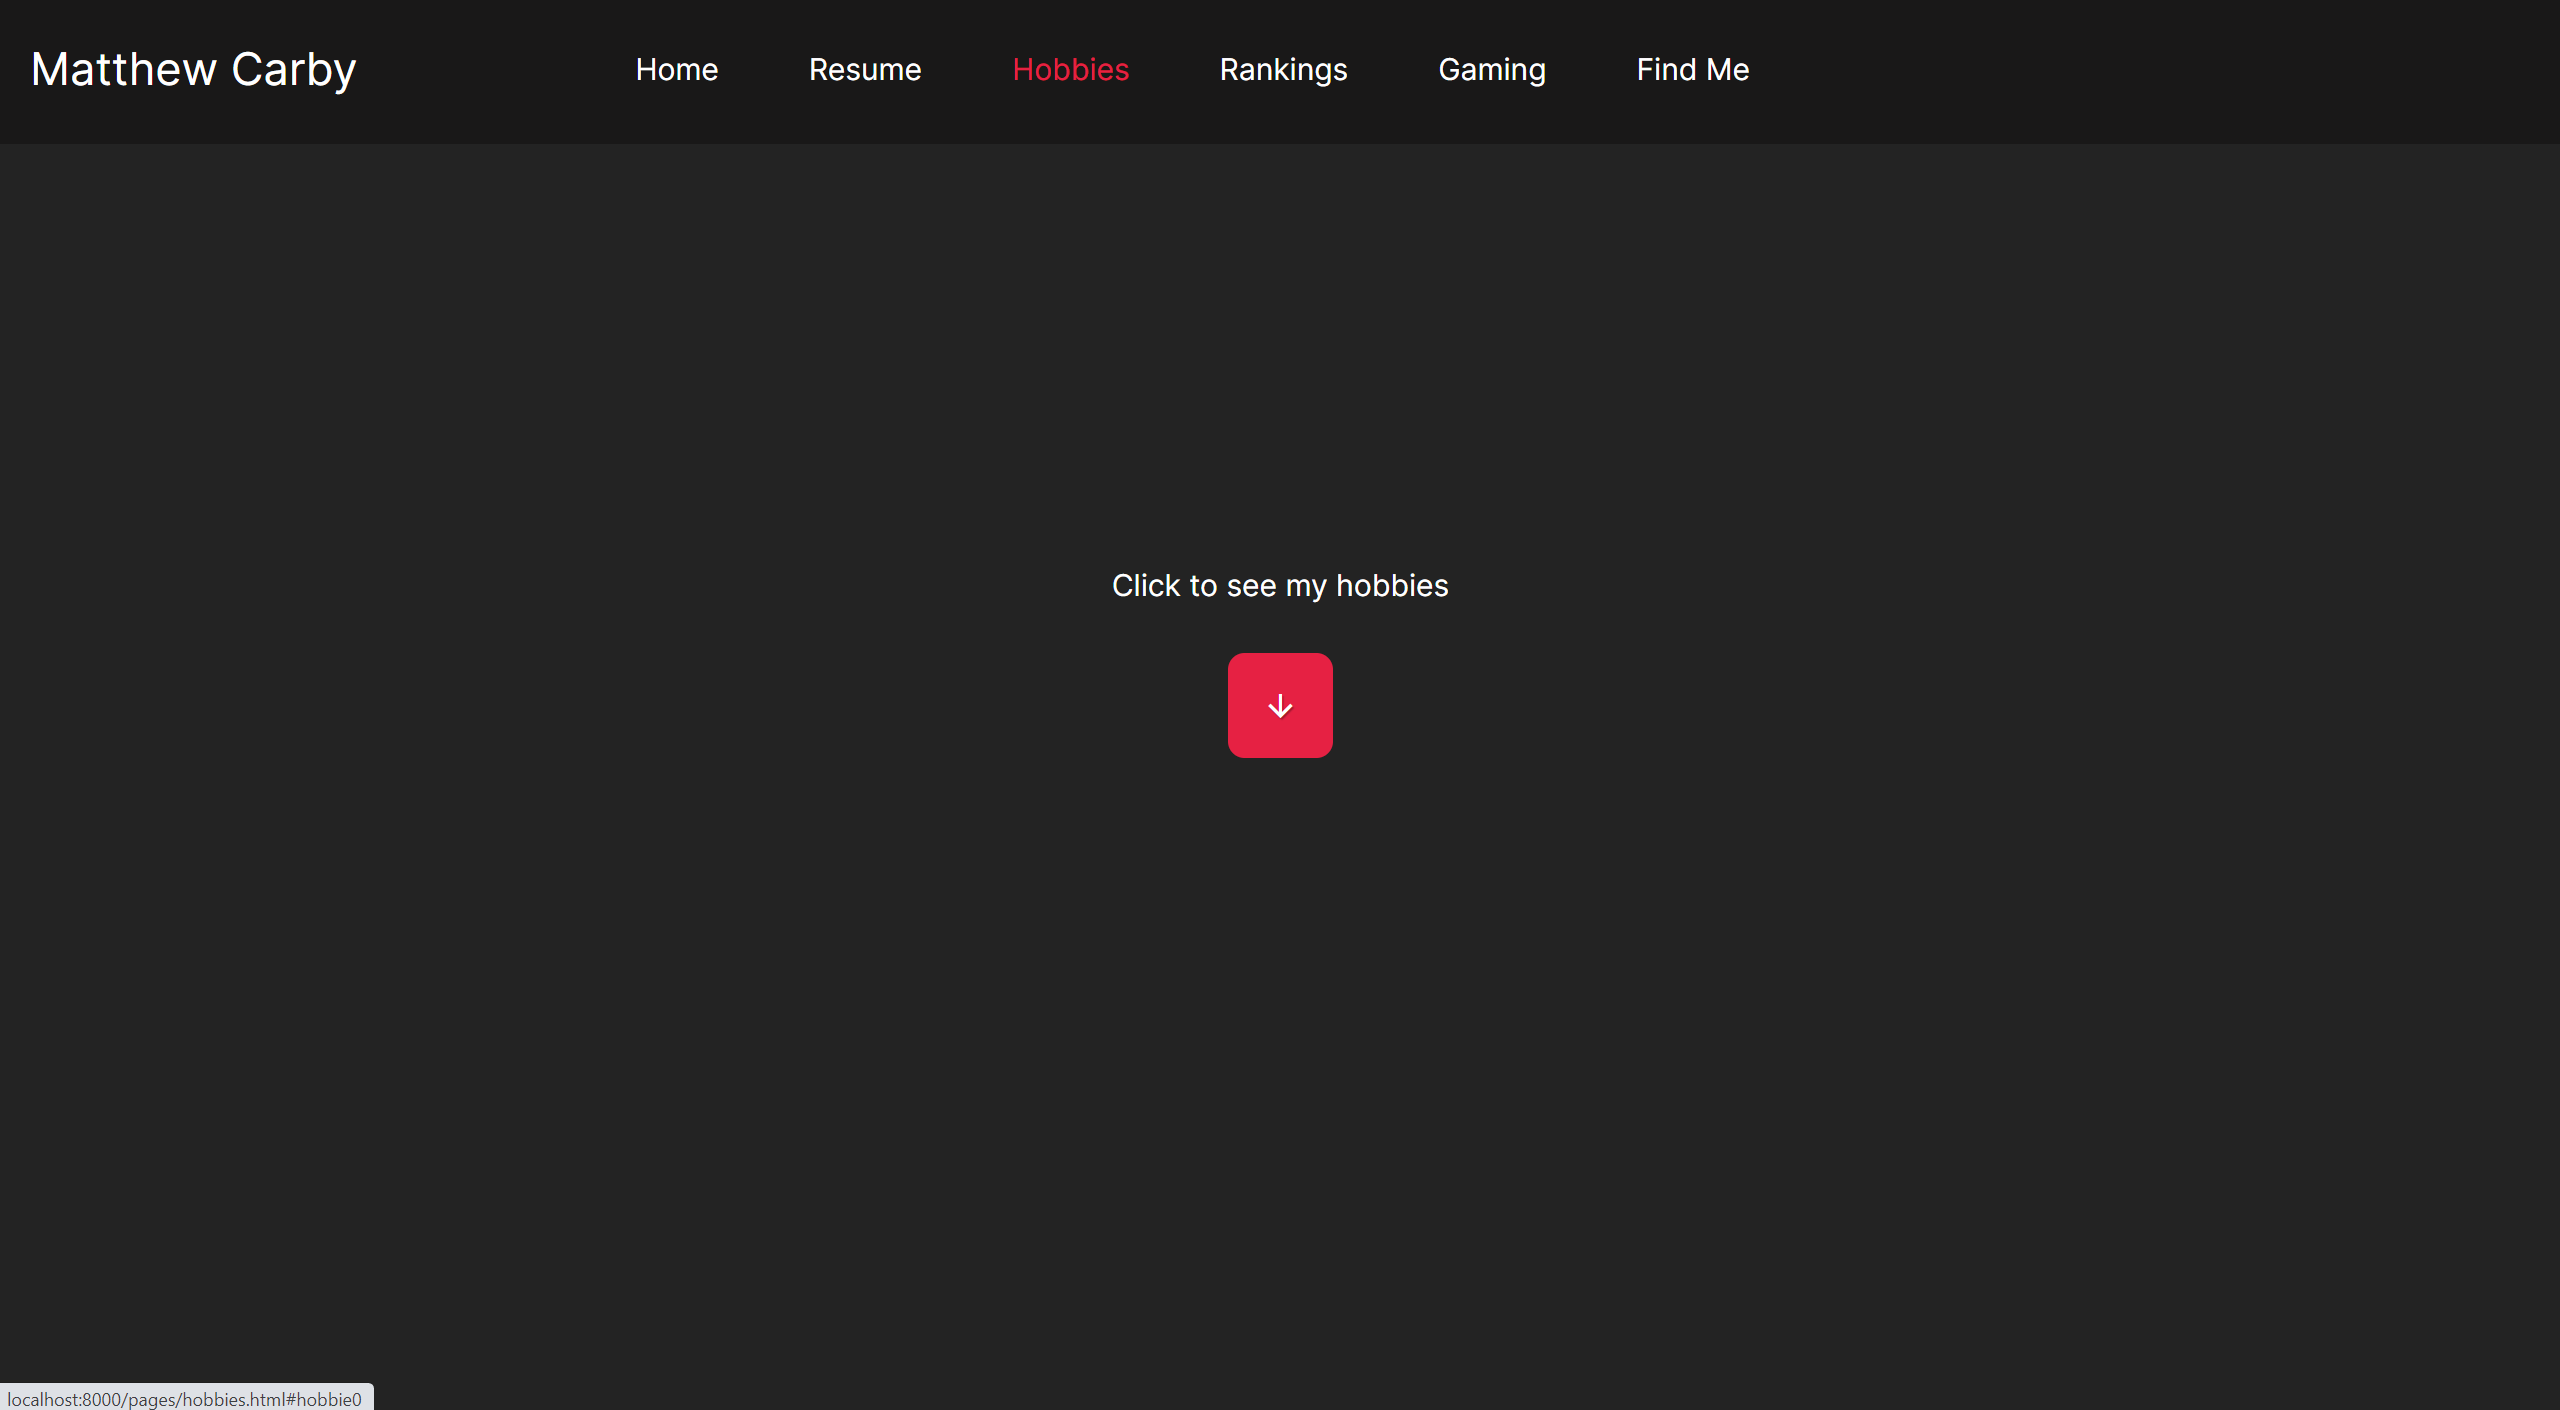 Matthew Carby
Home Resume Hobbies Rankings Gaming Find Me
Click to see my hobbies
localhost:8000/pages/hobbies.html#hobbie0